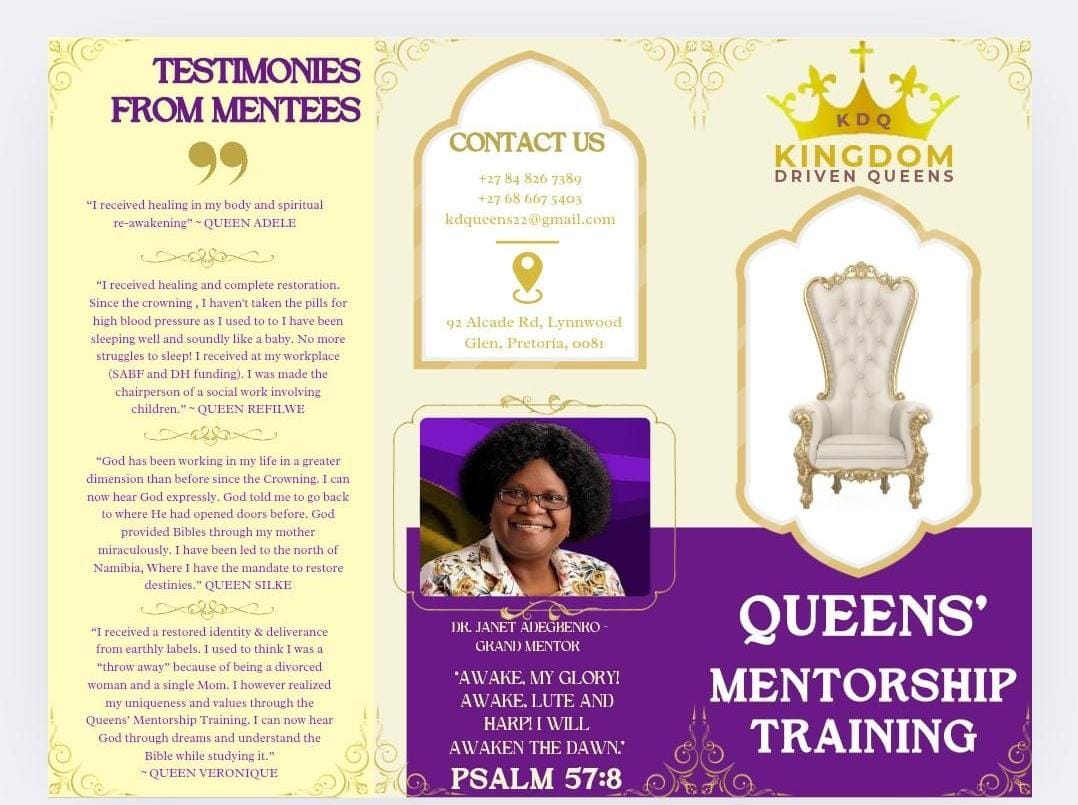 TESTIMONIES
FROM MENTEES
“I received healing in my body and spiritual
re-awakening” ~ QUEEN ADELE
“I received healing and complete restoration.
Since the crowning , I haven't taken the pills for
high blood pressure as I used to to I have been
sleeping well and soundly like a baby. No more
struggles to sleep! I received at my workplace
(SABF and DH funding). I was made the
chairperson of a social work involving
children.” ~ QUEEN REFILWE
“God has been working in my life in a greater
dimension than before since the Crowning. I can
now hear God expressly. God told me to go back
to where He had opened doors before. God
provided Bibles through my mother
miraculously. I have been led to the north of
Namibia, Where I have the mandate to restore
destinies.” QUEEN SILKE
“I received a restored identity & deliverance
from earthly labels. I used to think I was a
“throw away” because of being a divorced
woman and a single Mom. I however realized
my uniqueness and values through the
Queens’ Mentorship Training. I can now hear
God through dreams and understand the
Bible while studying it.”
~ QUEEN VERONIQUE
CONTACT US
+27 84 826 7389
+27 68 667 5403
kdqueens22@gmail.com
92 Alcade Rd, Lynnwood
Glen, Pretoria, 0081
DR. JANET ADEGBENRO -
GRAND MENTOR
“AWAKE, MY GLORY!
AWAKE, LUTE AND
HARP! I WILL
AWAKEN THE DAWN.”
PSALM 57:8
KDQ
KINGDOM
DRIVEN QUEENS
QUEENS’
MENTORSHIP
TRAINING